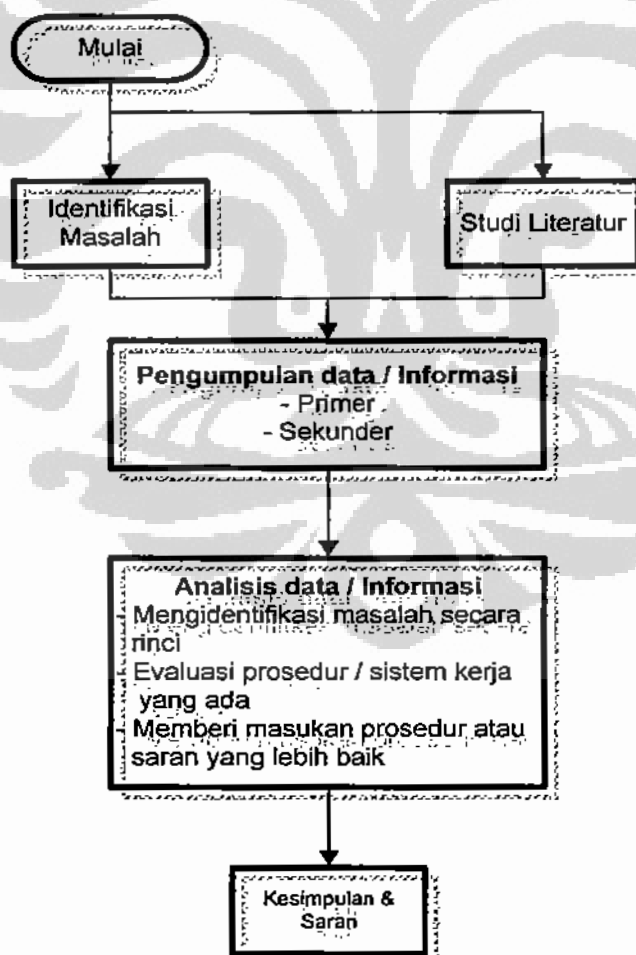 Mulai
Identifikasi
Masalah
Studi Literatur
Pengumpulan data / Informasi
- Primer
- Sekunder
Analisis data / Informasi
Mengidentifikasi masalah secara
rinci
Evaluasi prosedur / sistem kerja
yang ada
Memberi masukan prosedur atau
saran yang lebih baik
Kesimpulan &
Saran